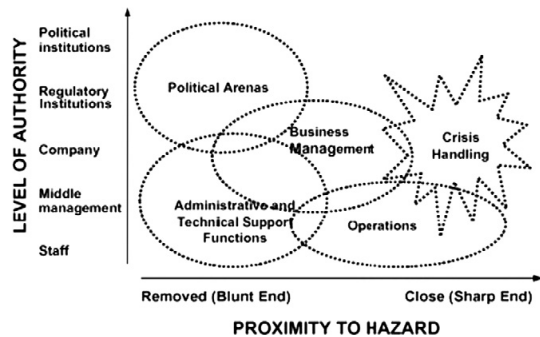 LEVEL OF AUTHORITY
Political
institutions
Regulatory
Institutions
Company
Middle
management
Staff
Political Arenas
Business
Management
Crisis
Handling
Administrative and
Technical Support
Functions
Operations
Removed (Blunt End)
Close (Sharp End)
PROXIMITY TO HAZARD